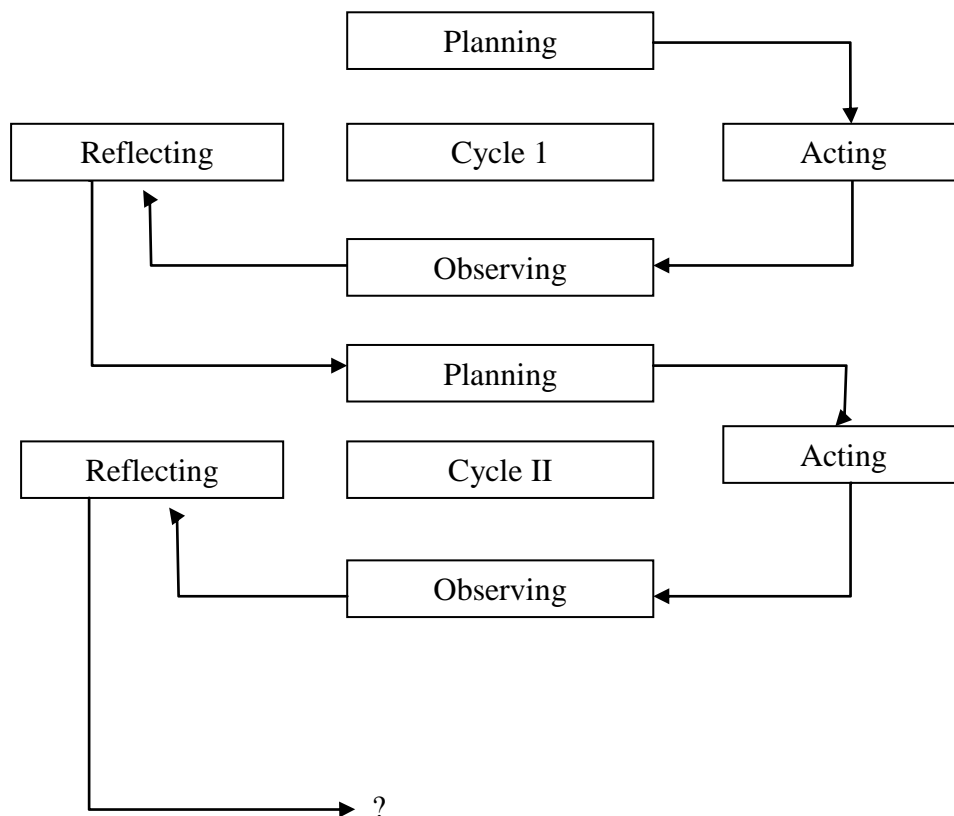 Planning
Reflecting
Cycle 1
Acting
Observing
Planning
Reflecting
Cycle II
Acting
Observing
?